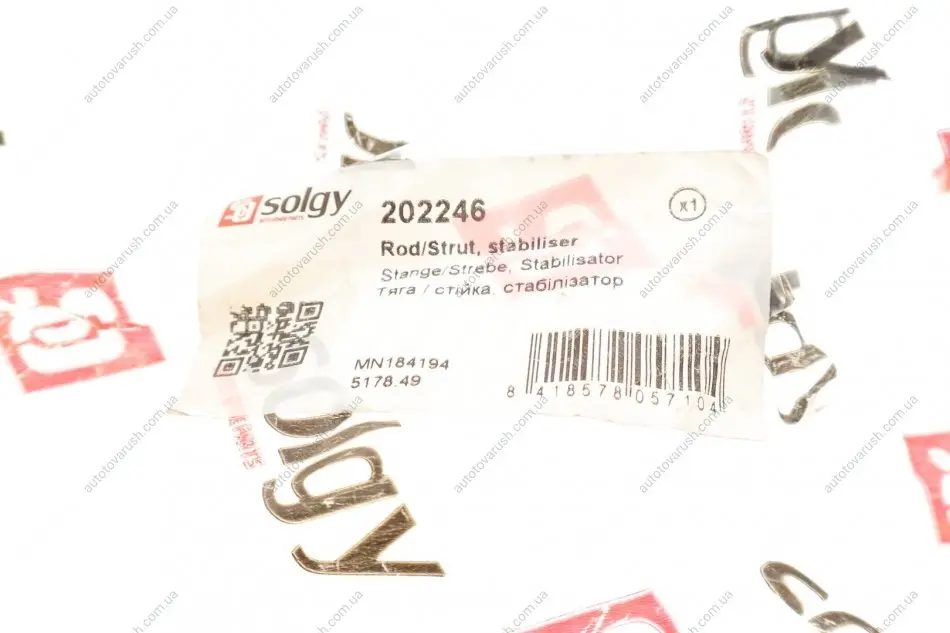 solgy
202246
x1
Rod/Strut, stabiliser
Stange/Strebe, Stabilisator
Тяга / стійка, стабілізатор
MN184194
5178.49
8 418578 057104
solgy
autotovarush.com.ua